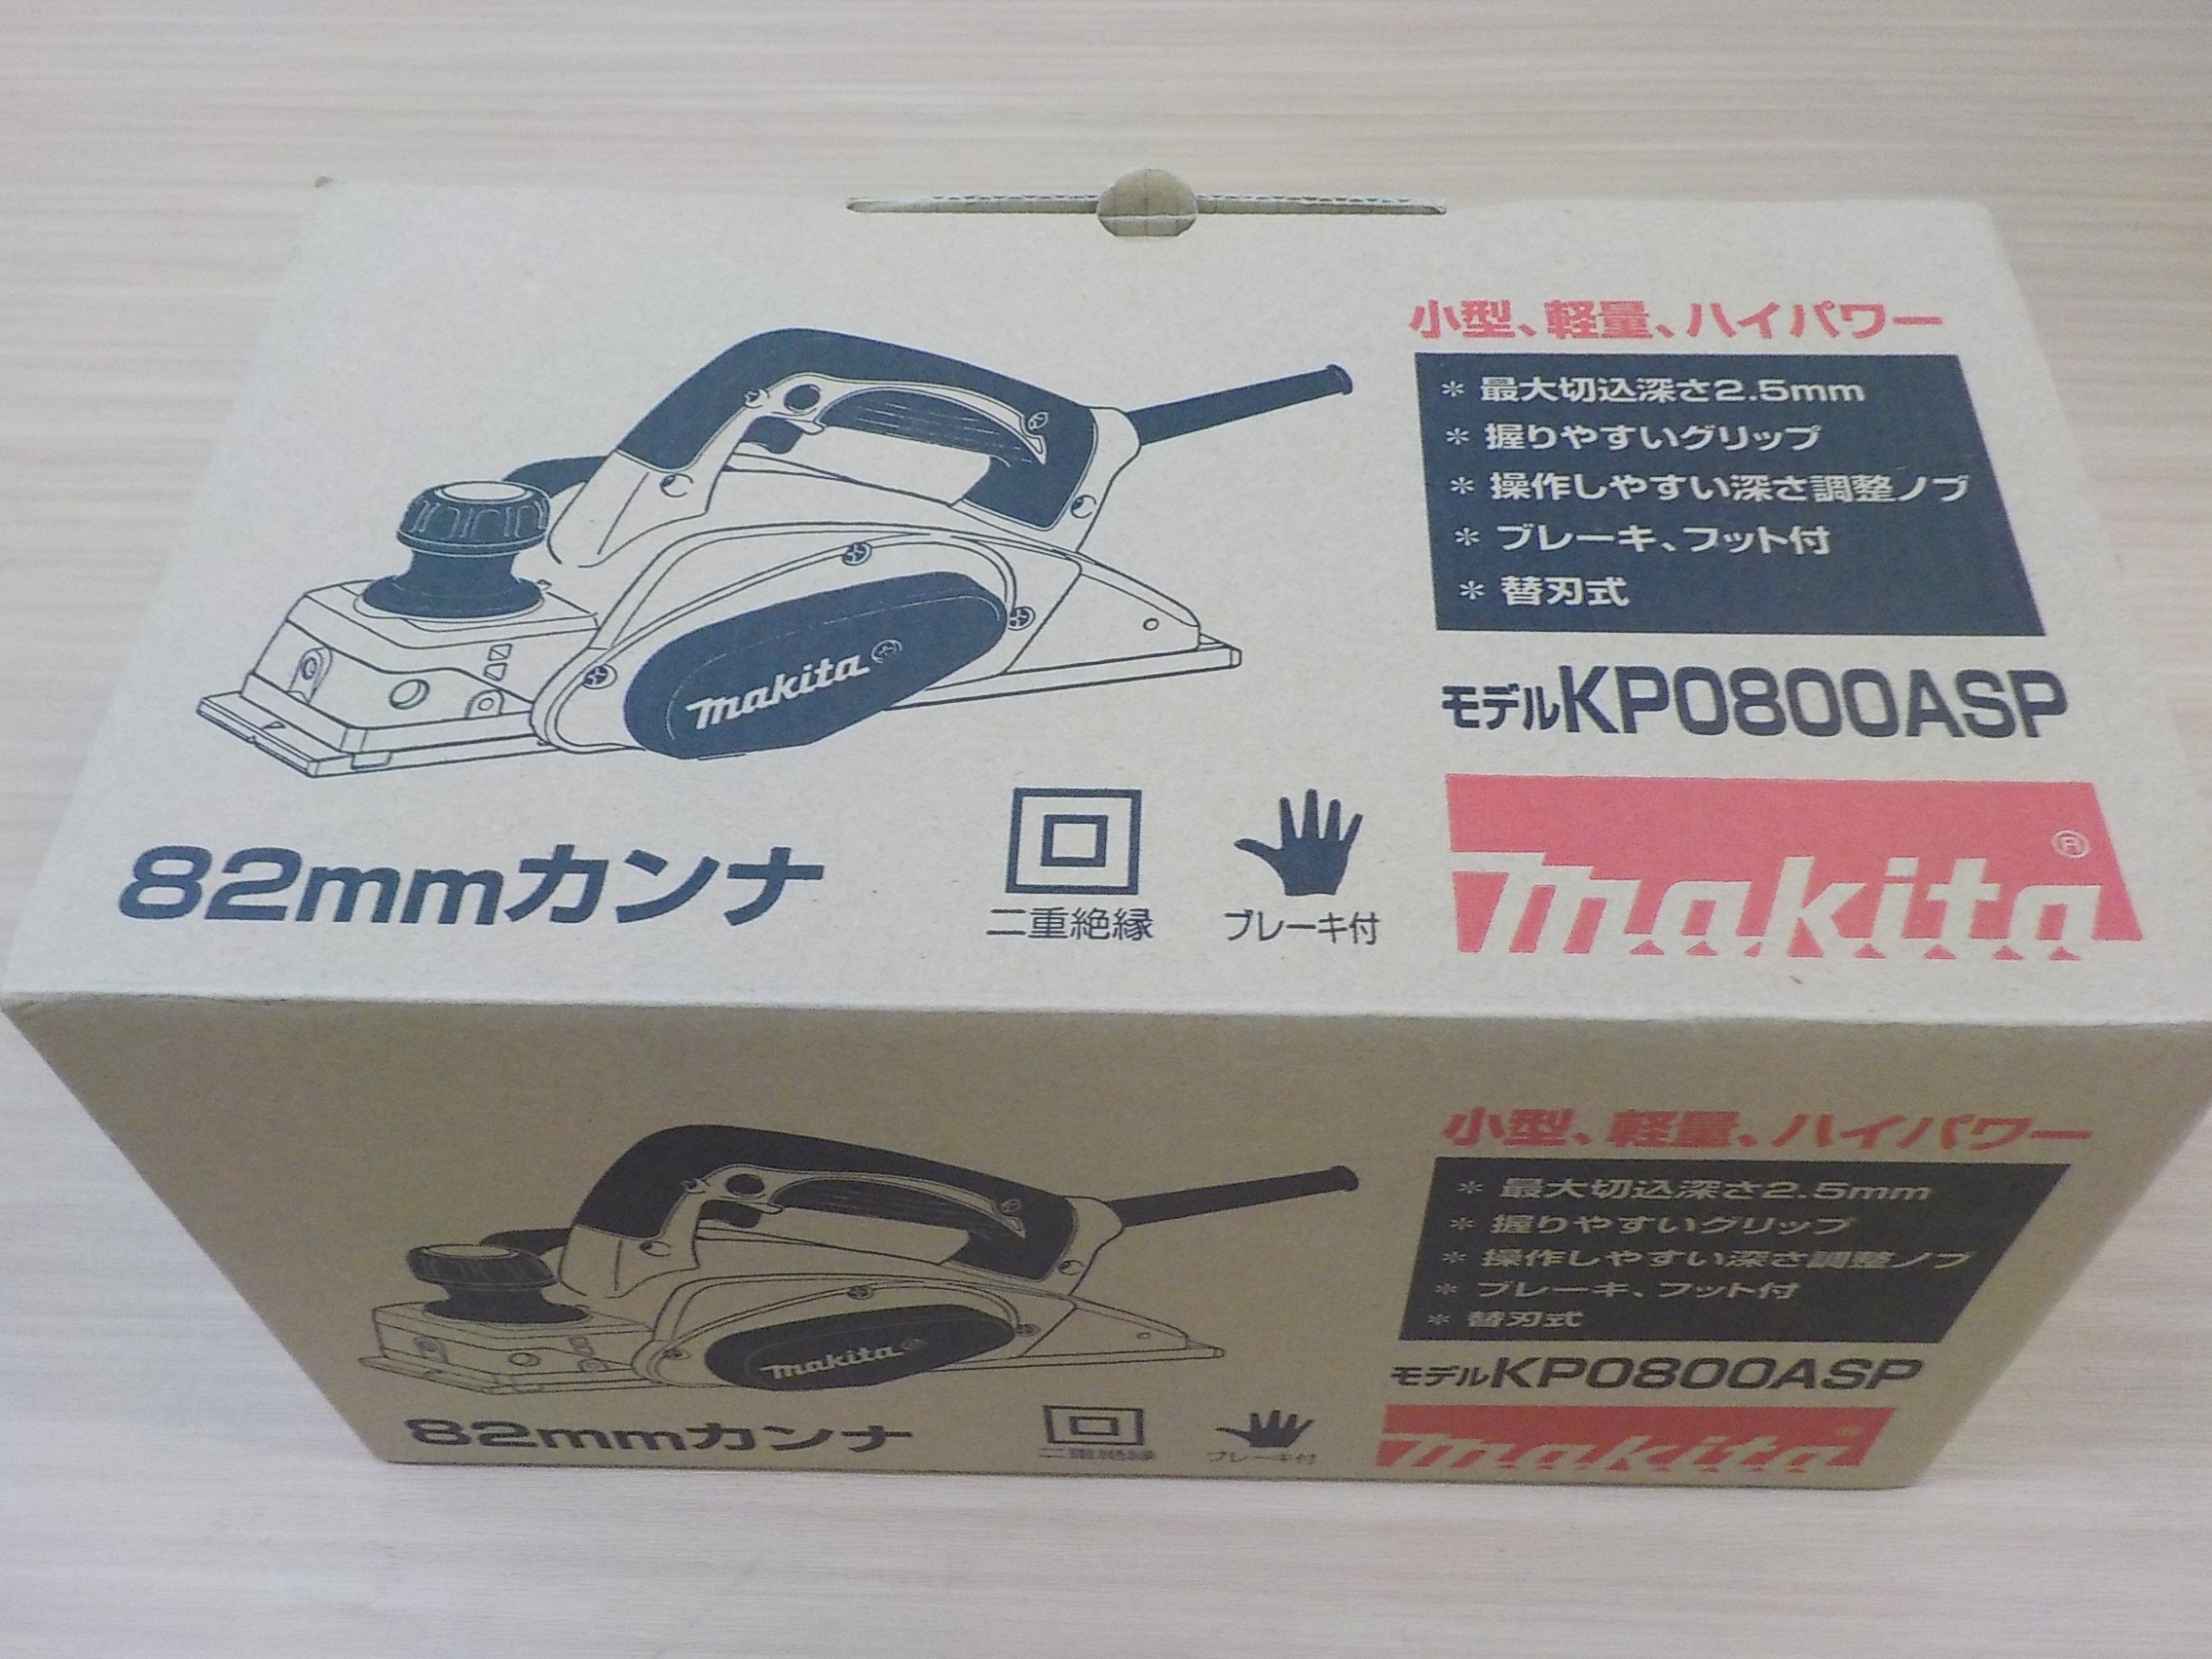 小型、軽量、ハイパワー
* 最大切込深さ2.5mm
* 握りやすいグリップ
* 操作しやすい深さ調整ノブ
* ブレーキ、フット付
* 替刃式
makita®
モデルKP0800ASP
82mmカンナ
二重絶縁
ブレーキ付
makita®
小型、軽量、ハイパワー
* 最大切込深さ2.5mm
* 握りやすいグリップ
* 操作しやすい深さ調整ノブ
* ブレーキ、フット付
* 替刃式
makita®
モデルKP0800ASP
82mmカンナ
二重絶縁
ブレーキ付
makita®